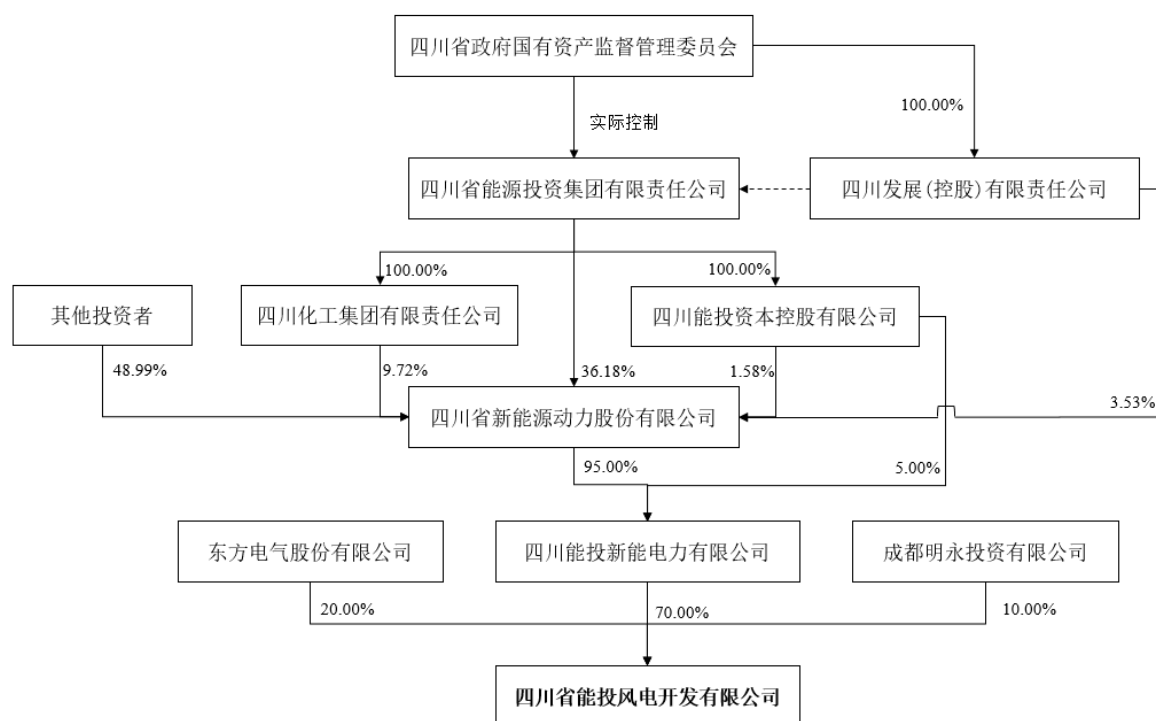 四川省政府国有资产监督管理委员会
100.00%
实际控制
四川省能源投资集团有限责任公司
四川发展(控股)有限责任公司
100.00%
100.00%
其他投资者
四川化工集团有限责任公司
四川能投资本控股有限公司
48.99%
9.72%
36.18%
1.58%
3.53%
四川省新能源动力股份有限公司
95.00%
5.00%
东方电气股份有限公司
四川能投新能电力有限公司
成都明永投资有限公司
20.00%
70.00%
10.00%
四川省能投风电开发有限公司